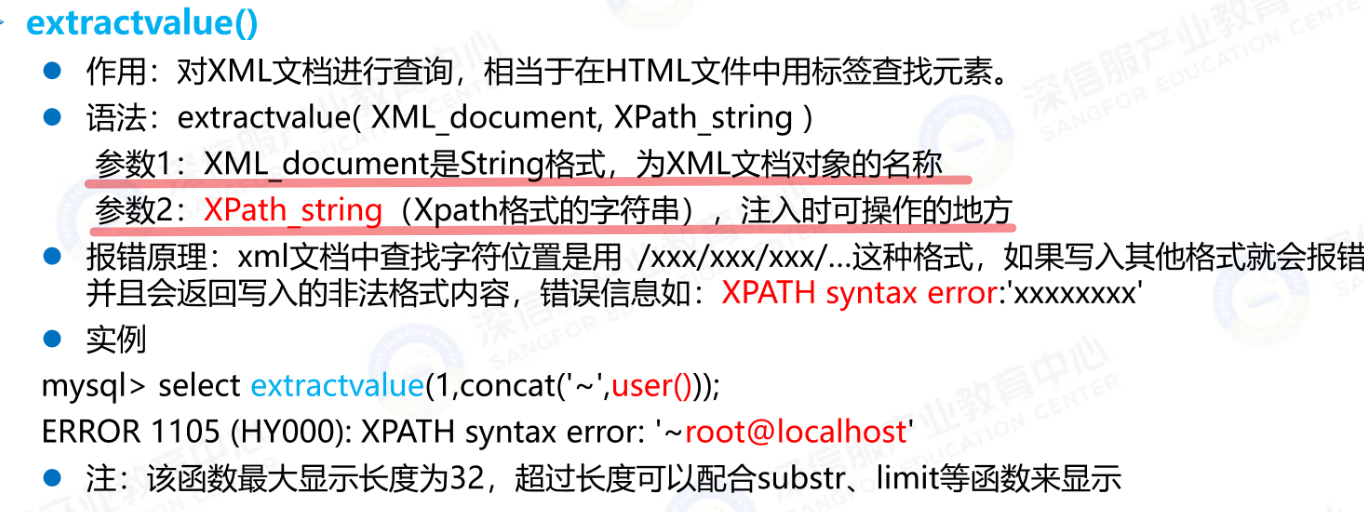 extractvalue()
● 作用：对XML文档进行查询，相当于在HTML文件中用标签查找元素。
● 语法：extractvalue( XML_document, XPath_string )
参数1：XML_document是String格式，为XML文档对象的名称
参数2：XPath_string（Xpath格式的字符串），注入时可操作的地方
● 报错原理：xml文档中查找字符位置是用 /xxx/xxx/xxx/…这种格式，如果写入其他格式就会报错
并且会返回写入的非法格式内容，错误信息如：XPATH syntax error:'xxxxxxxx'
● 实例
mysql> select extractvalue(1,concat('~',user()));
ERROR 1105 (HY000): XPATH syntax error: '~root@localhost'
● 注：该函数最大显示长度为32，超过长度可以配合substr、limit等函数来显示
深信服产业教育中心
SANGFOR EDUCATION CENTER